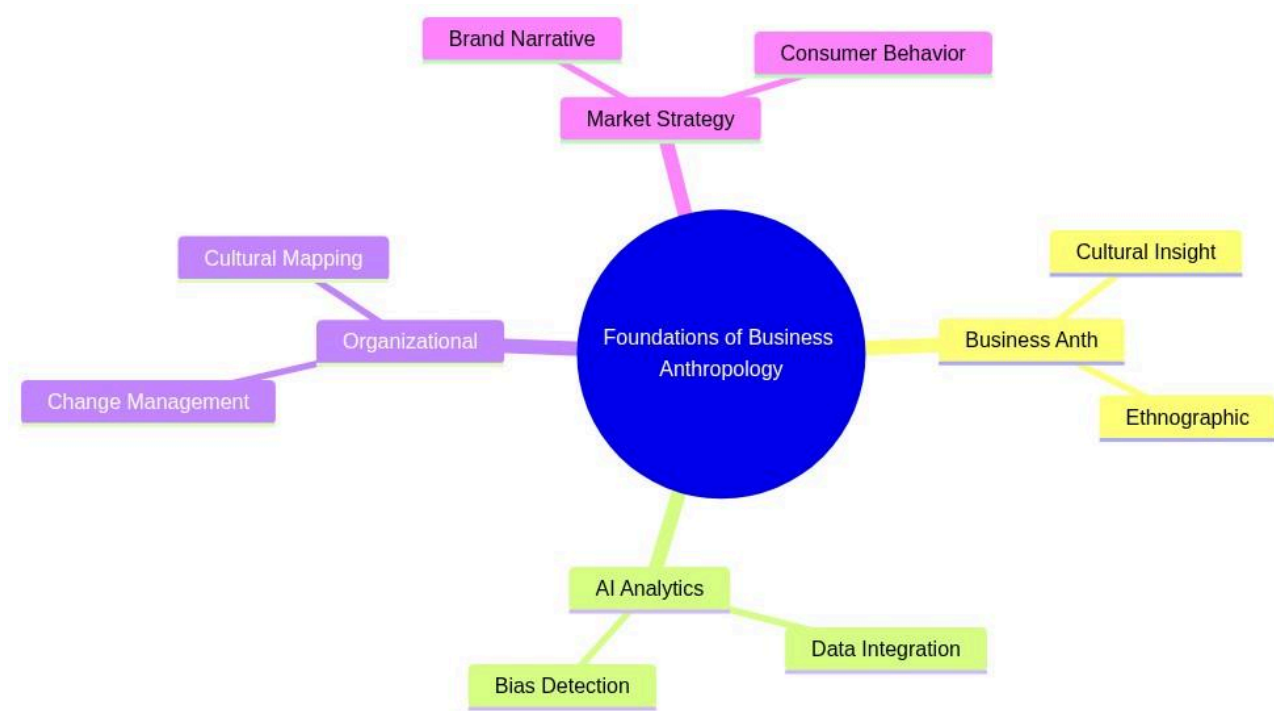 Brand Narrative
Consumer Behavior
Market Strategy
Cultural Mapping
Organizational
Change Management
Foundations of Business
Anthropology
Cultural Insight
Business Anth
Ethnographic
AI Analytics
Data Integration
Bias Detection